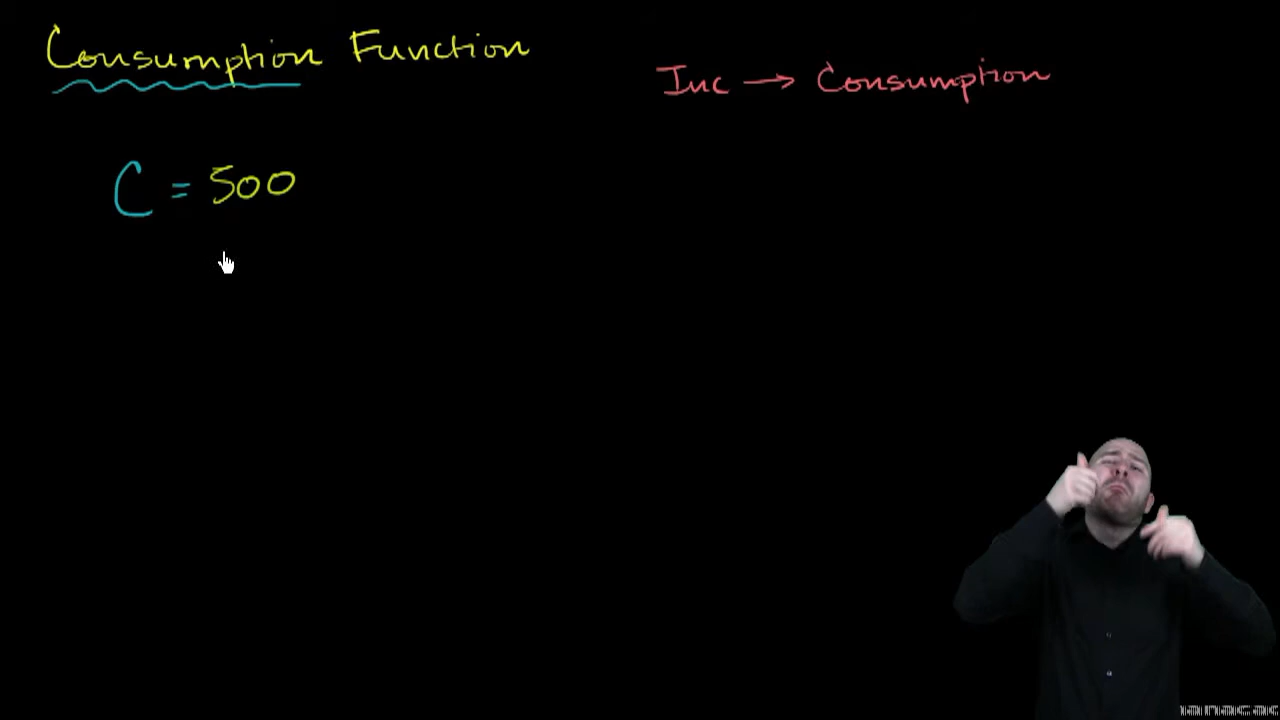 Consumption Function
Inc → Consumption
C = 500